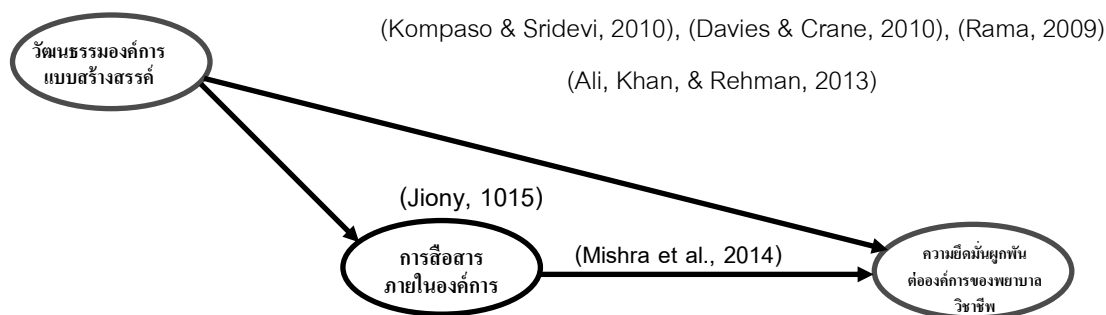 (Kompaso & Sridevi, 2010), (Davies & Crane, 2010), (Rama, 2009)
วัฒนธรรมองค์การ
แบบสร้างสรรค์
(Ali, Khan, & Rehman, 2013)
(Jiony, 1015)
การสื่อสาร
ภายในองค์การ
(Mishra et al., 2014)
ความยึดมั่นผูกพัน
ต่อองค์การของพยาบาล
วิชาชีพ